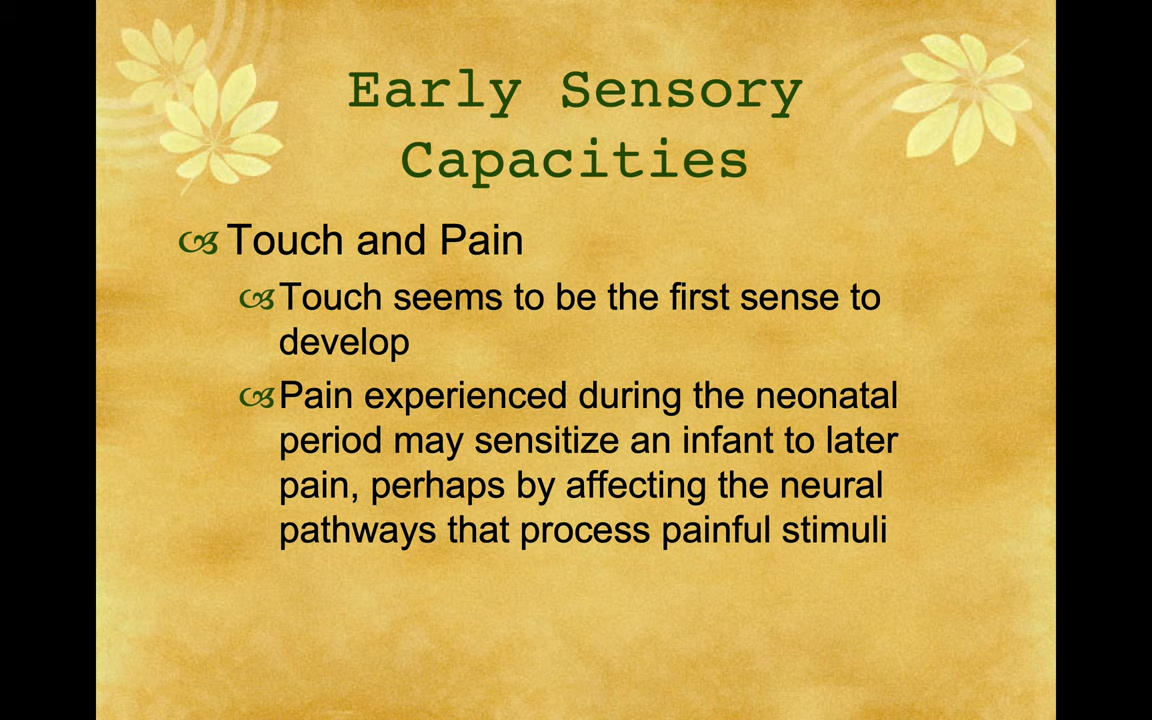 Early Sensory
Capacities
Touch and Pain
Touch seems to be the first sense to
develop
Pain experienced during the neonatal
period may sensitize an infant to later
pain, perhaps by affecting the neural
pathways that process painful stimuli